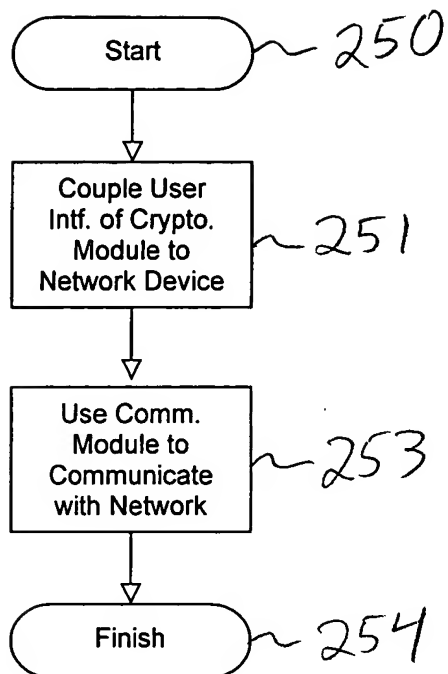 Start
250
Couple User
Intf. of Crypto.
Module to
Network Device
251
Use Comm.
Module to
Communicate
with Network
253
Finish
254